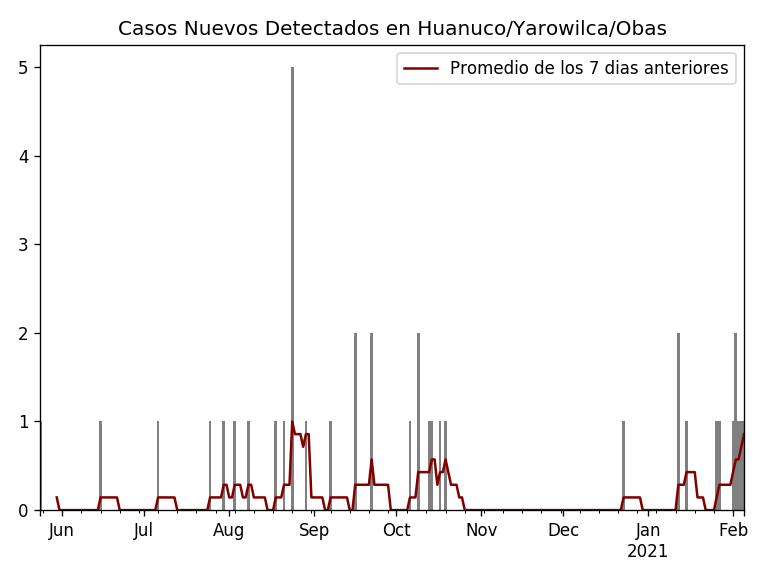 Casos Nuevos Detectados en Huanuco/Yarowilca/Obas
Promedio de los 7 dias anteriores
5
4
3
2
1
0
Jun Jul Aug Sep Oct Nov Dec Jan Feb
2021